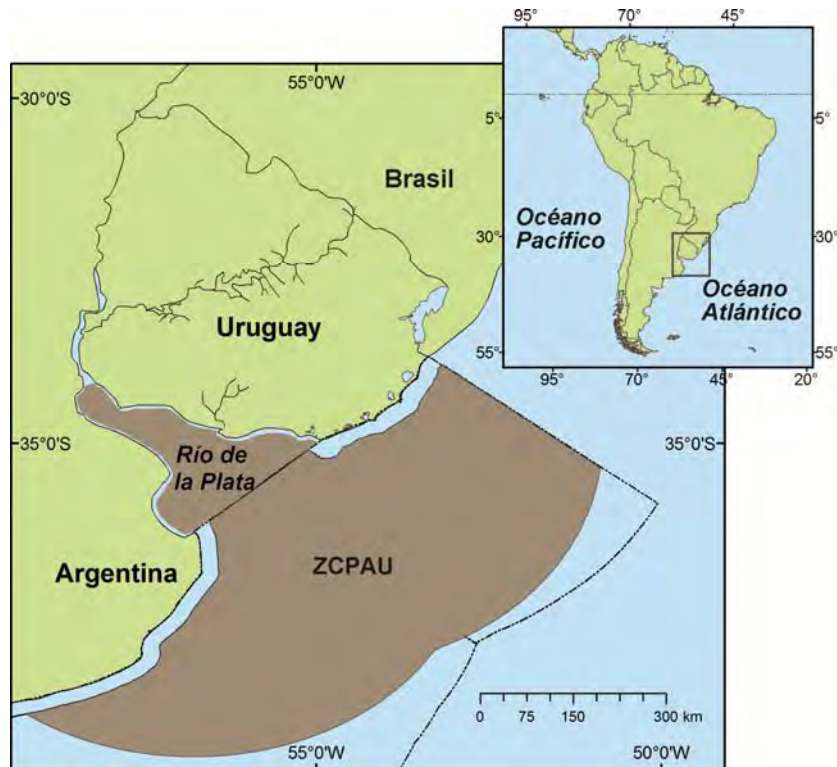 95°
70°
45°
55°0'W
30°0'S
5°
5°
Brasil
Océano
Pacífico
30°
30°
Océano
Atlántico
Uruguay
55°
55°
95°
70°
45°
20°
35°0'S
35°0'S
Río de
la Plata
Argentina
ZCPAU
0 75 150 300 km
55°0'W
50°0'W